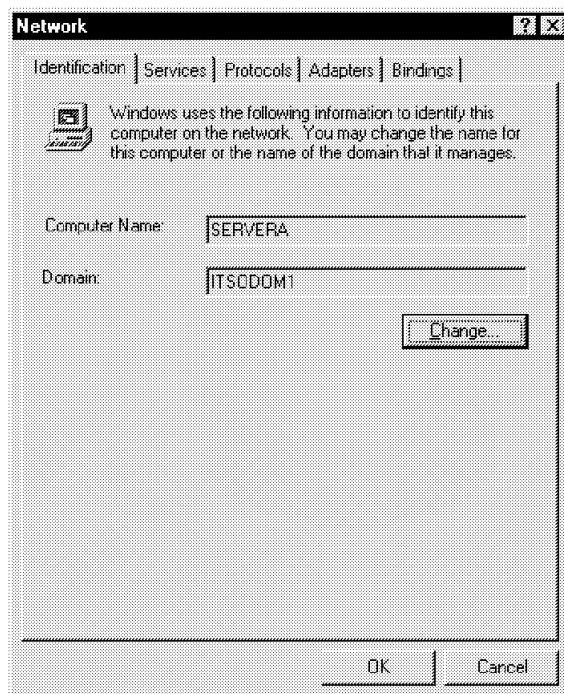 Network
Identification Services Protocols Adapters Bindings
Windows uses the following information to identify this
computer on the network. You may change the name for
this computer or the name of the domain that it manages.
Computer Name: SERVERA
Domain: ITSODOM1
Change...
OK Cancel